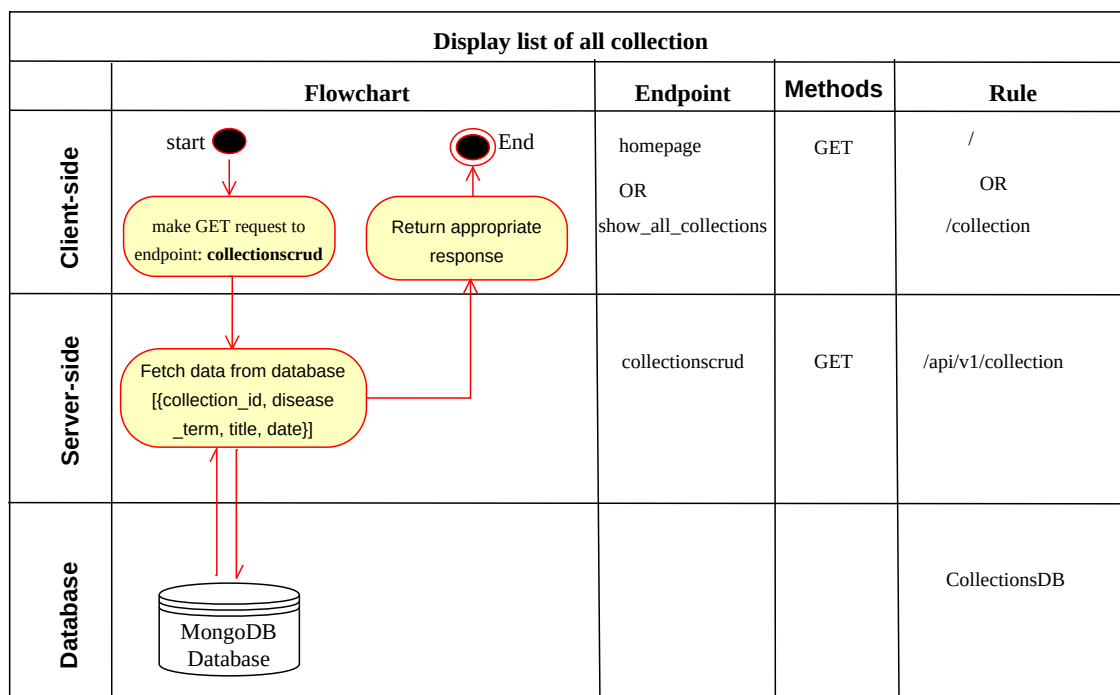 Display list of all collection
Flowchart
Endpoint
Methods
Rule
Client-side
start
End
make GET request to
endpoint: collectionscrud
Return appropriate
response
homepage
OR
show_all_collections
GET
/
OR
/collection
Server-side
Fetch data from database
[{collection_id, disease
_term, title, date}]
collectionscrud
GET
/api/v1/collection
Database
MongoDB
Database
CollectionsDB